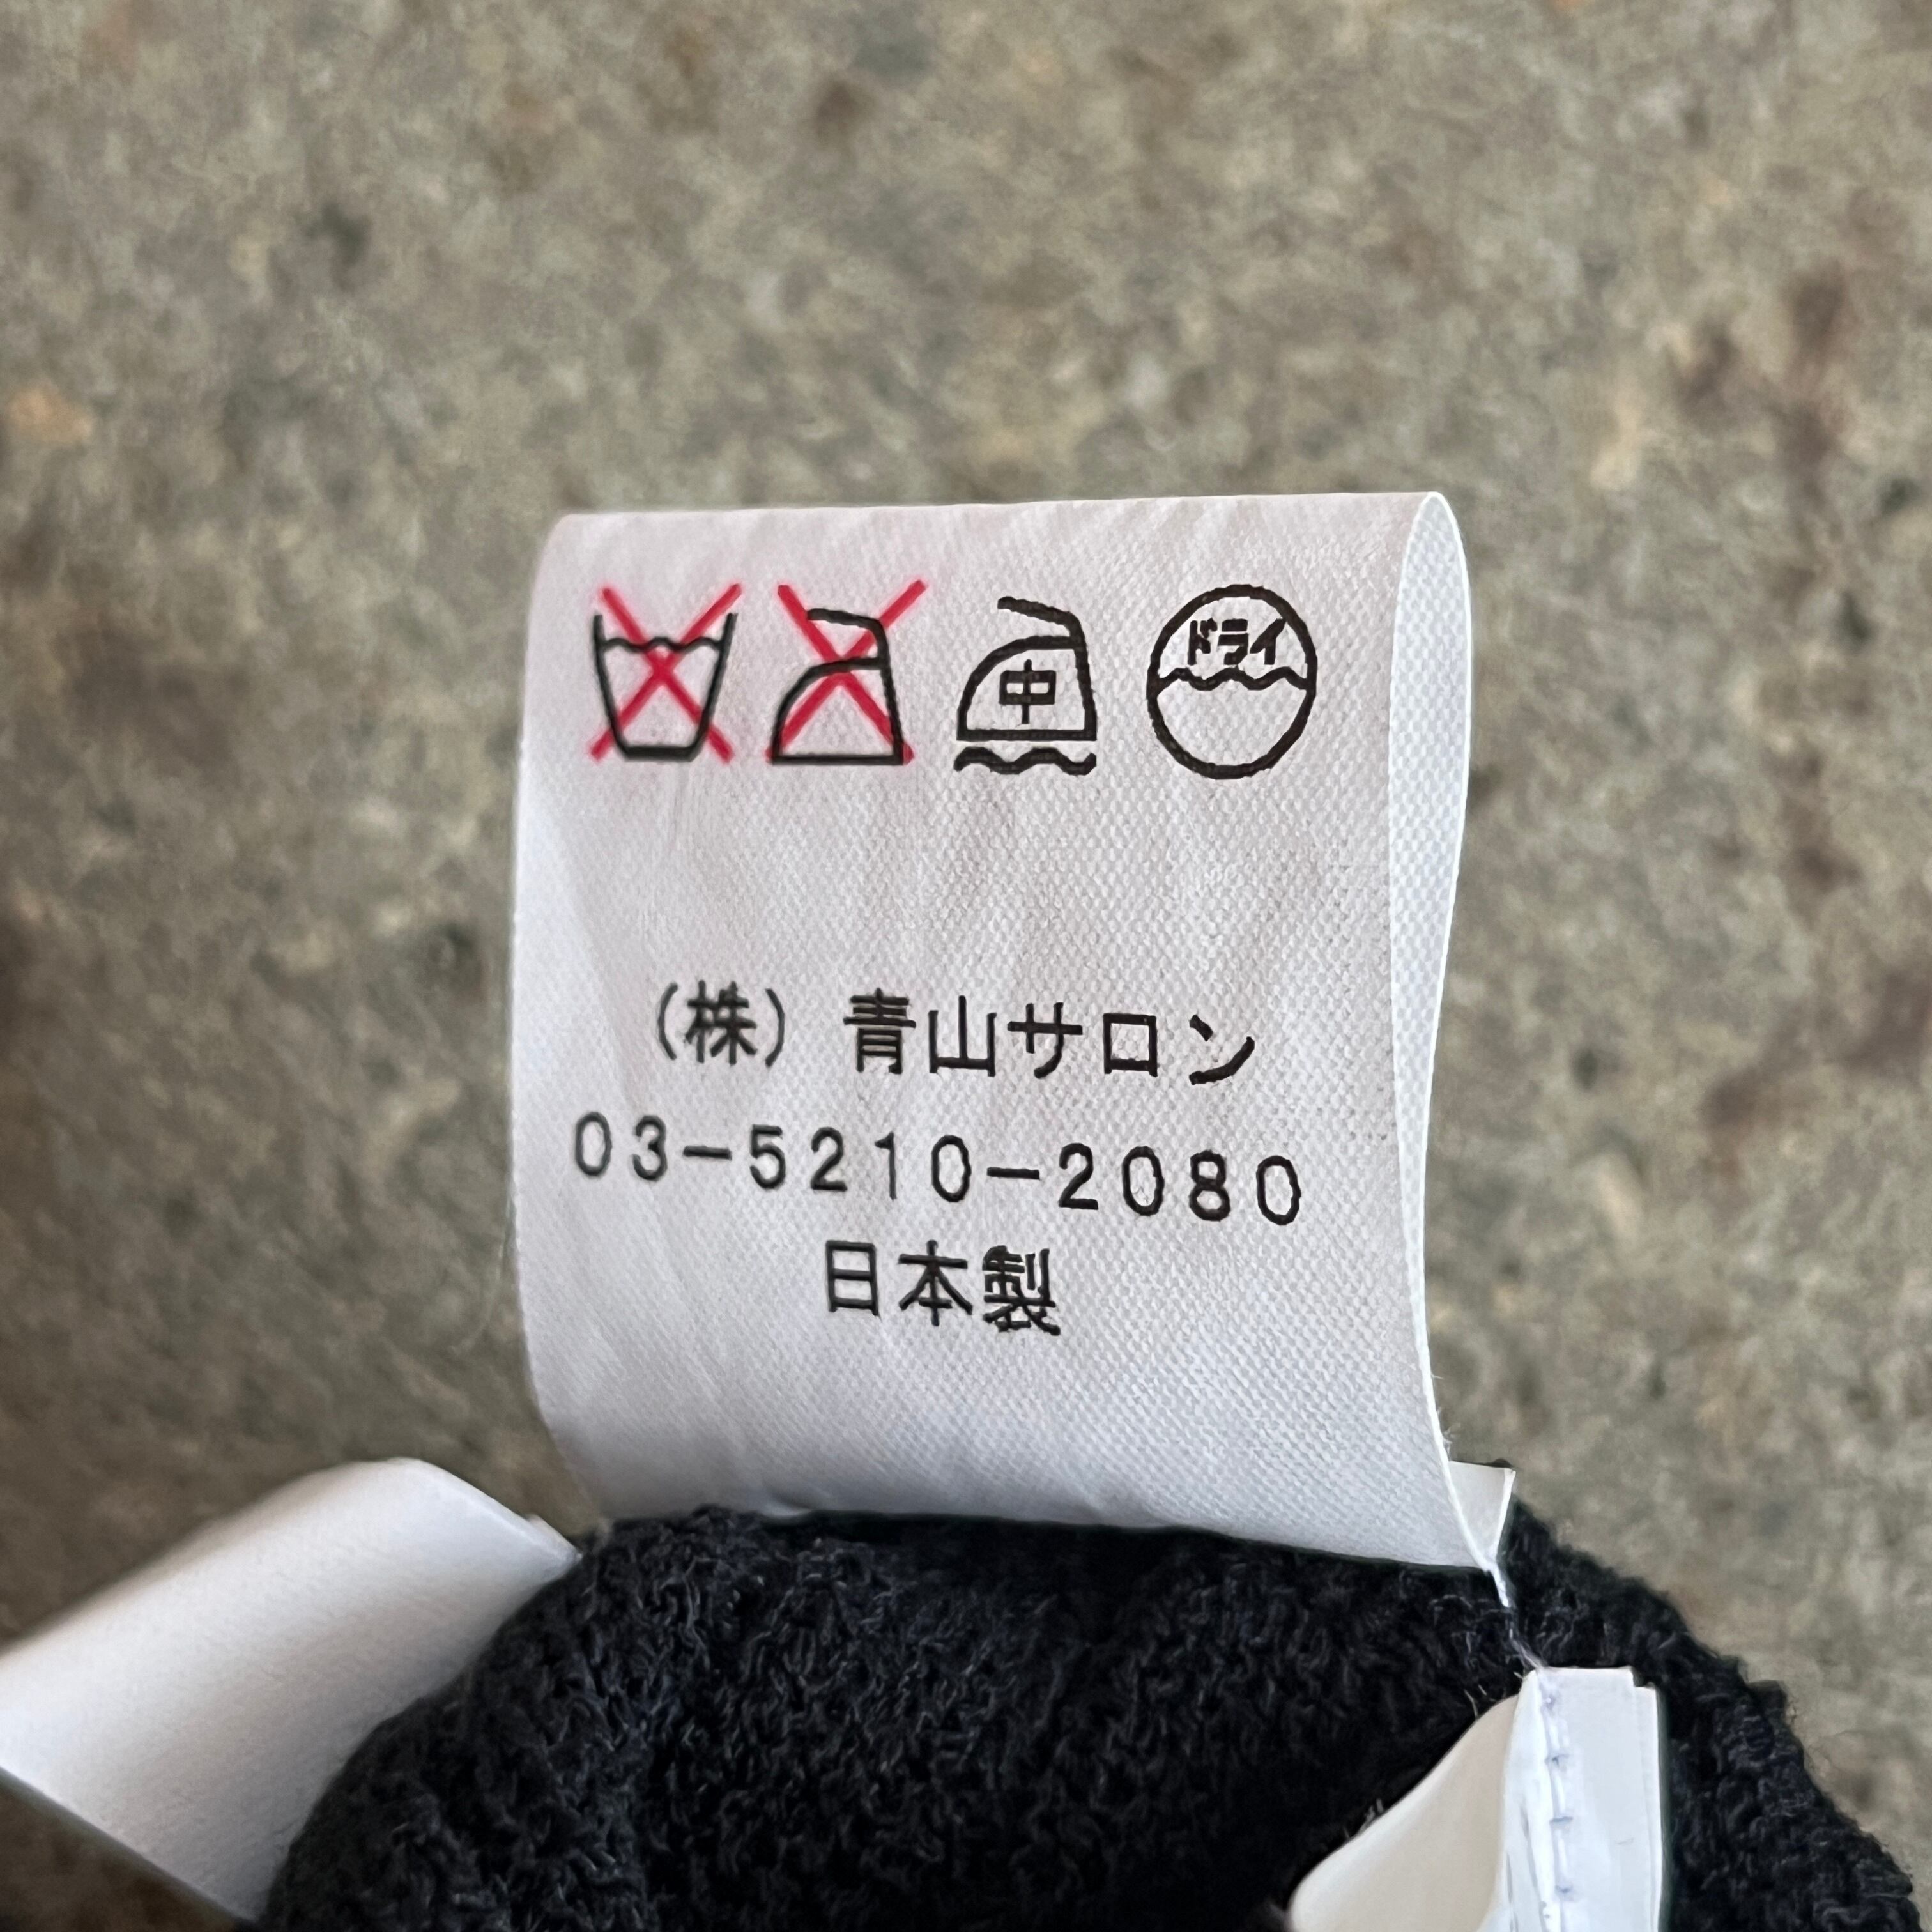 中 ドライ
（株）青山サロン
03-5210-2080
日本製